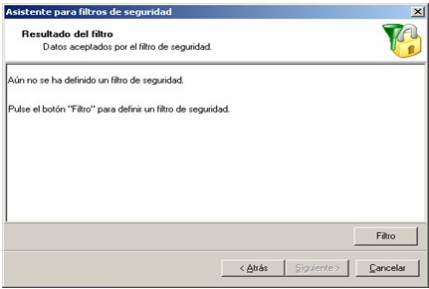 Asistente para filtros de seguridad
Resultado del filtro
Datos aceptados por el filtro de seguridad.
Aún no se ha definido un filtro de seguridad.
Pulse el botón "Filtro" para definir un filtro de seguridad.
Filtro
< Atrás
Siguiente >
Cancelar